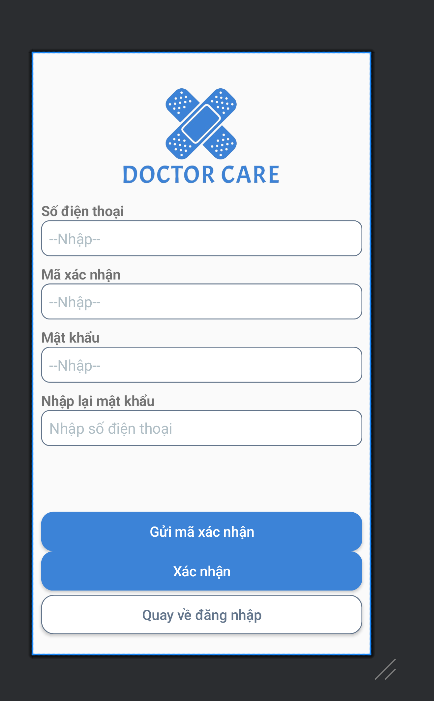 DOCTOR CARE
Số điện thoại
--Nhập--
Mã xác nhận
--Nhập--
Mật khẩu
--Nhập--
Nhập lại mật khẩu
Nhập số điện thoại
Gửi mã xác nhận
Xác nhận
Quay về đăng nhập